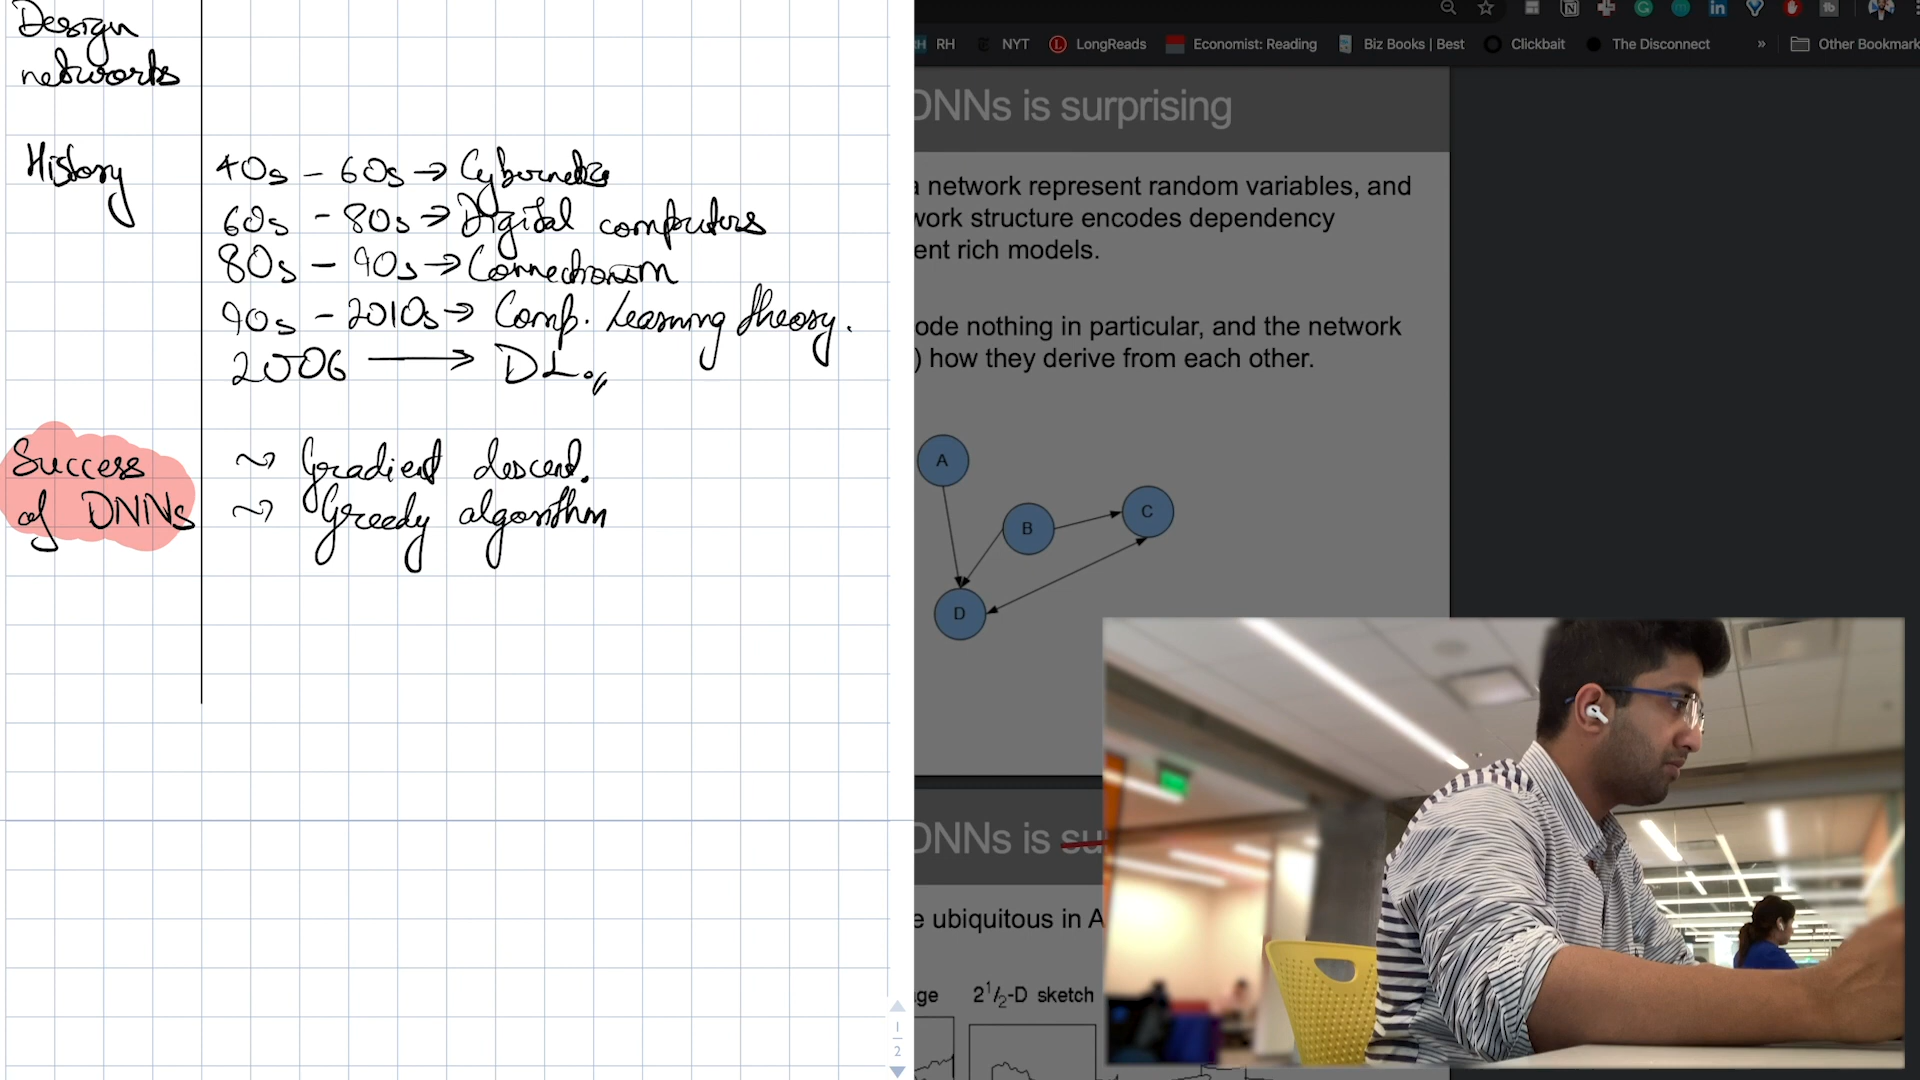 Design
networks
History
40s - 60s → Cybernetics
60s - 80s → Digital computers
80s - 90s → Connectionism
90s - 2010s → Comp. Learning theory.
2006 → DL.
Success
of DNNs
~> Gradient descent.
~> Greedy algorithm
1
2
RH
NYT
LongReads
Economist: Reading
Biz Books | Best
Clickbait
The Disconnect
»
Other Bookmark
DNNs is surprising
a network represent random variables, and
work structure encodes dependency
ent rich models.
ode nothing in particular, and the network
) how they derive from each other.
A
B
C
D
DNNs is su
e ubiquitous in A
ge 2 1/2-D sketch